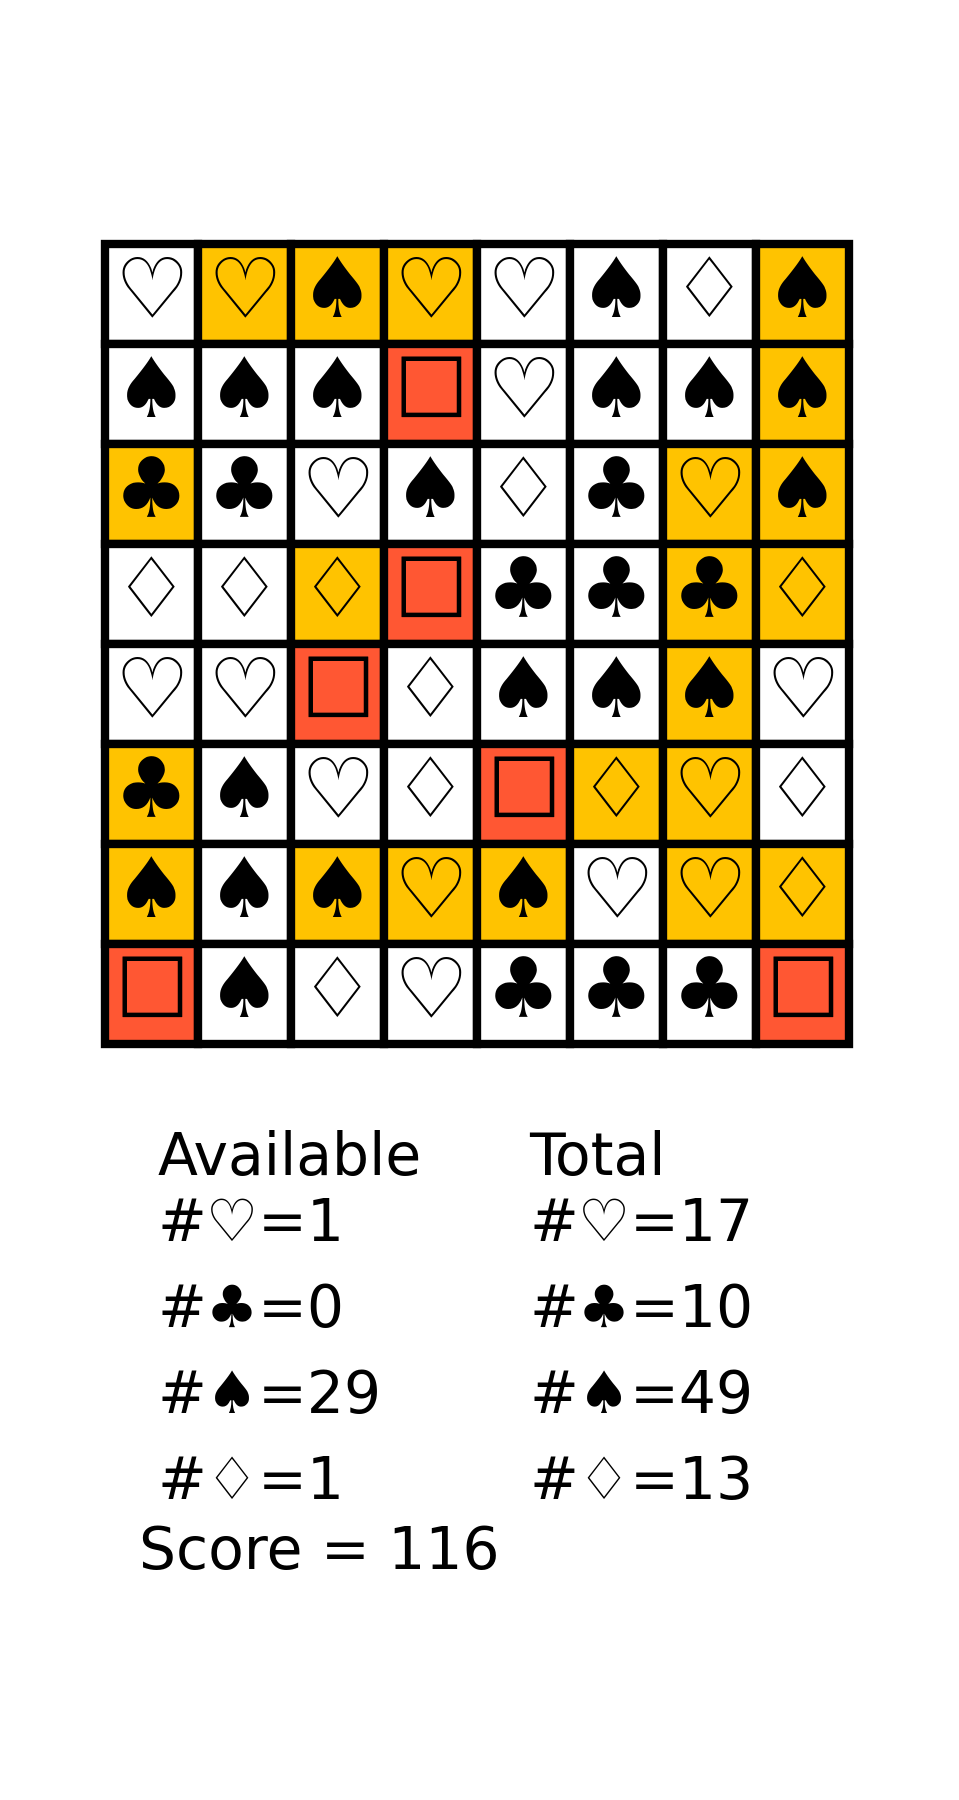 ♡ ♡ ♠ ♡ ♡ ♠ ♢ ♠
♠ ♠ ♠ □ ♡ ♠ ♠ ♠
♣ ♣ ♡ ♠ ♢ ♣ ♡ ♠
♢ ♢ ♢ □ ♣ ♣ ♣ ♢
♡ ♡ □ ♢ ♠ ♠ ♠ ♡
♣ ♠ ♡ ♢ □ ♢ ♡ ♢
♠ ♠ ♠ ♡ ♠ ♡ ♡ ♢
□ ♠ ♢ ♡ ♣ ♣ ♣ □
Available Total
#♡=1 #♡=17
#♣=0 #♣=10
#♠=29 #♠=49
#♢=1 #♢=13
Score = 116